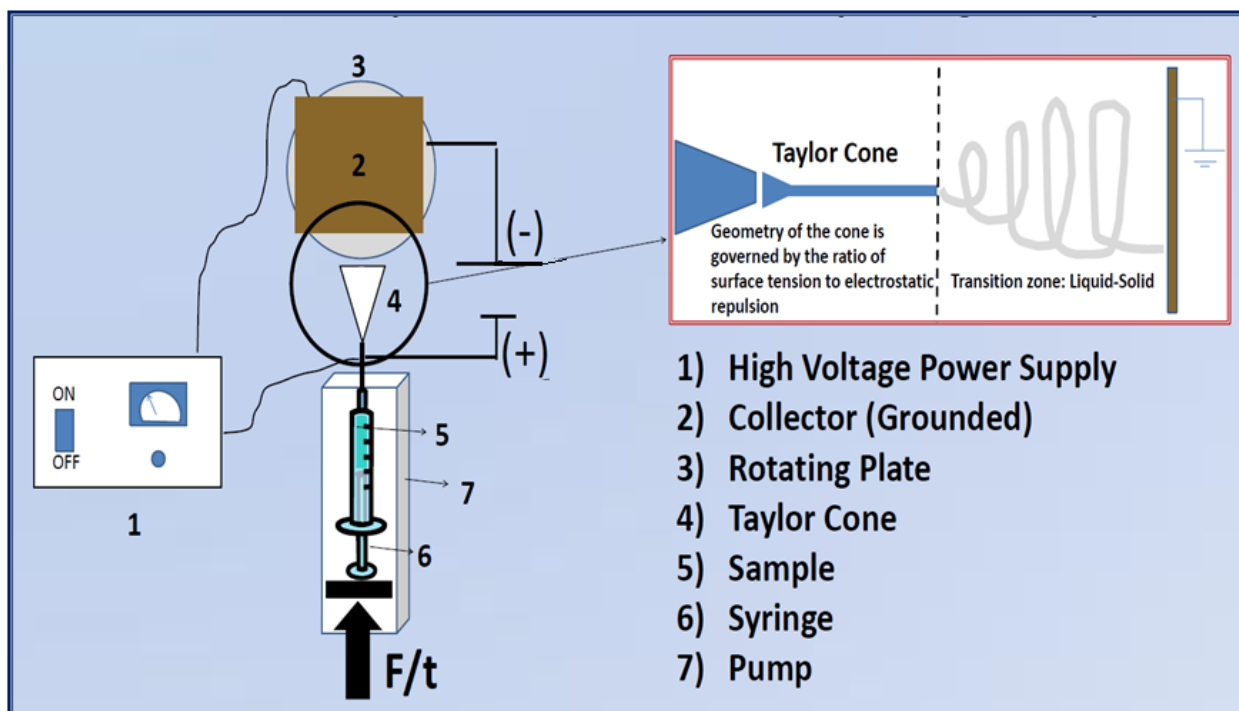 3
2
(-)
4
(+)
ON
OFF
1
5
7
6
F/t
Taylor Cone
Geometry of the cone is
governed by the ratio of
surface tension to electrostatic
repulsion
Transition zone: Liquid-Solid
1) High Voltage Power Supply
2) Collector (Grounded)
3) Rotating Plate
4) Taylor Cone
5) Sample
6) Syringe
7) Pump